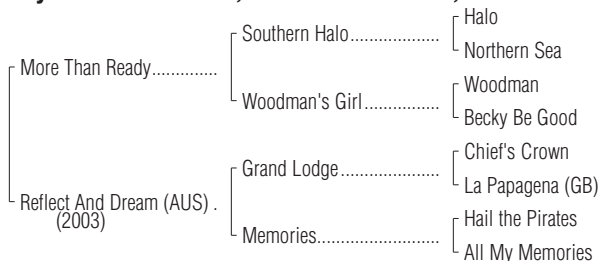 Halo
Southern Halo
Northern Sea
More Than Ready
Woodman
Woodman's Girl
Becky Be Good
Chief's Crown
Grand Lodge
La Papagena (GB)
Reflect And Dream (AUS) .
(2003)
Hail the Pirates
Memories
All My Memories